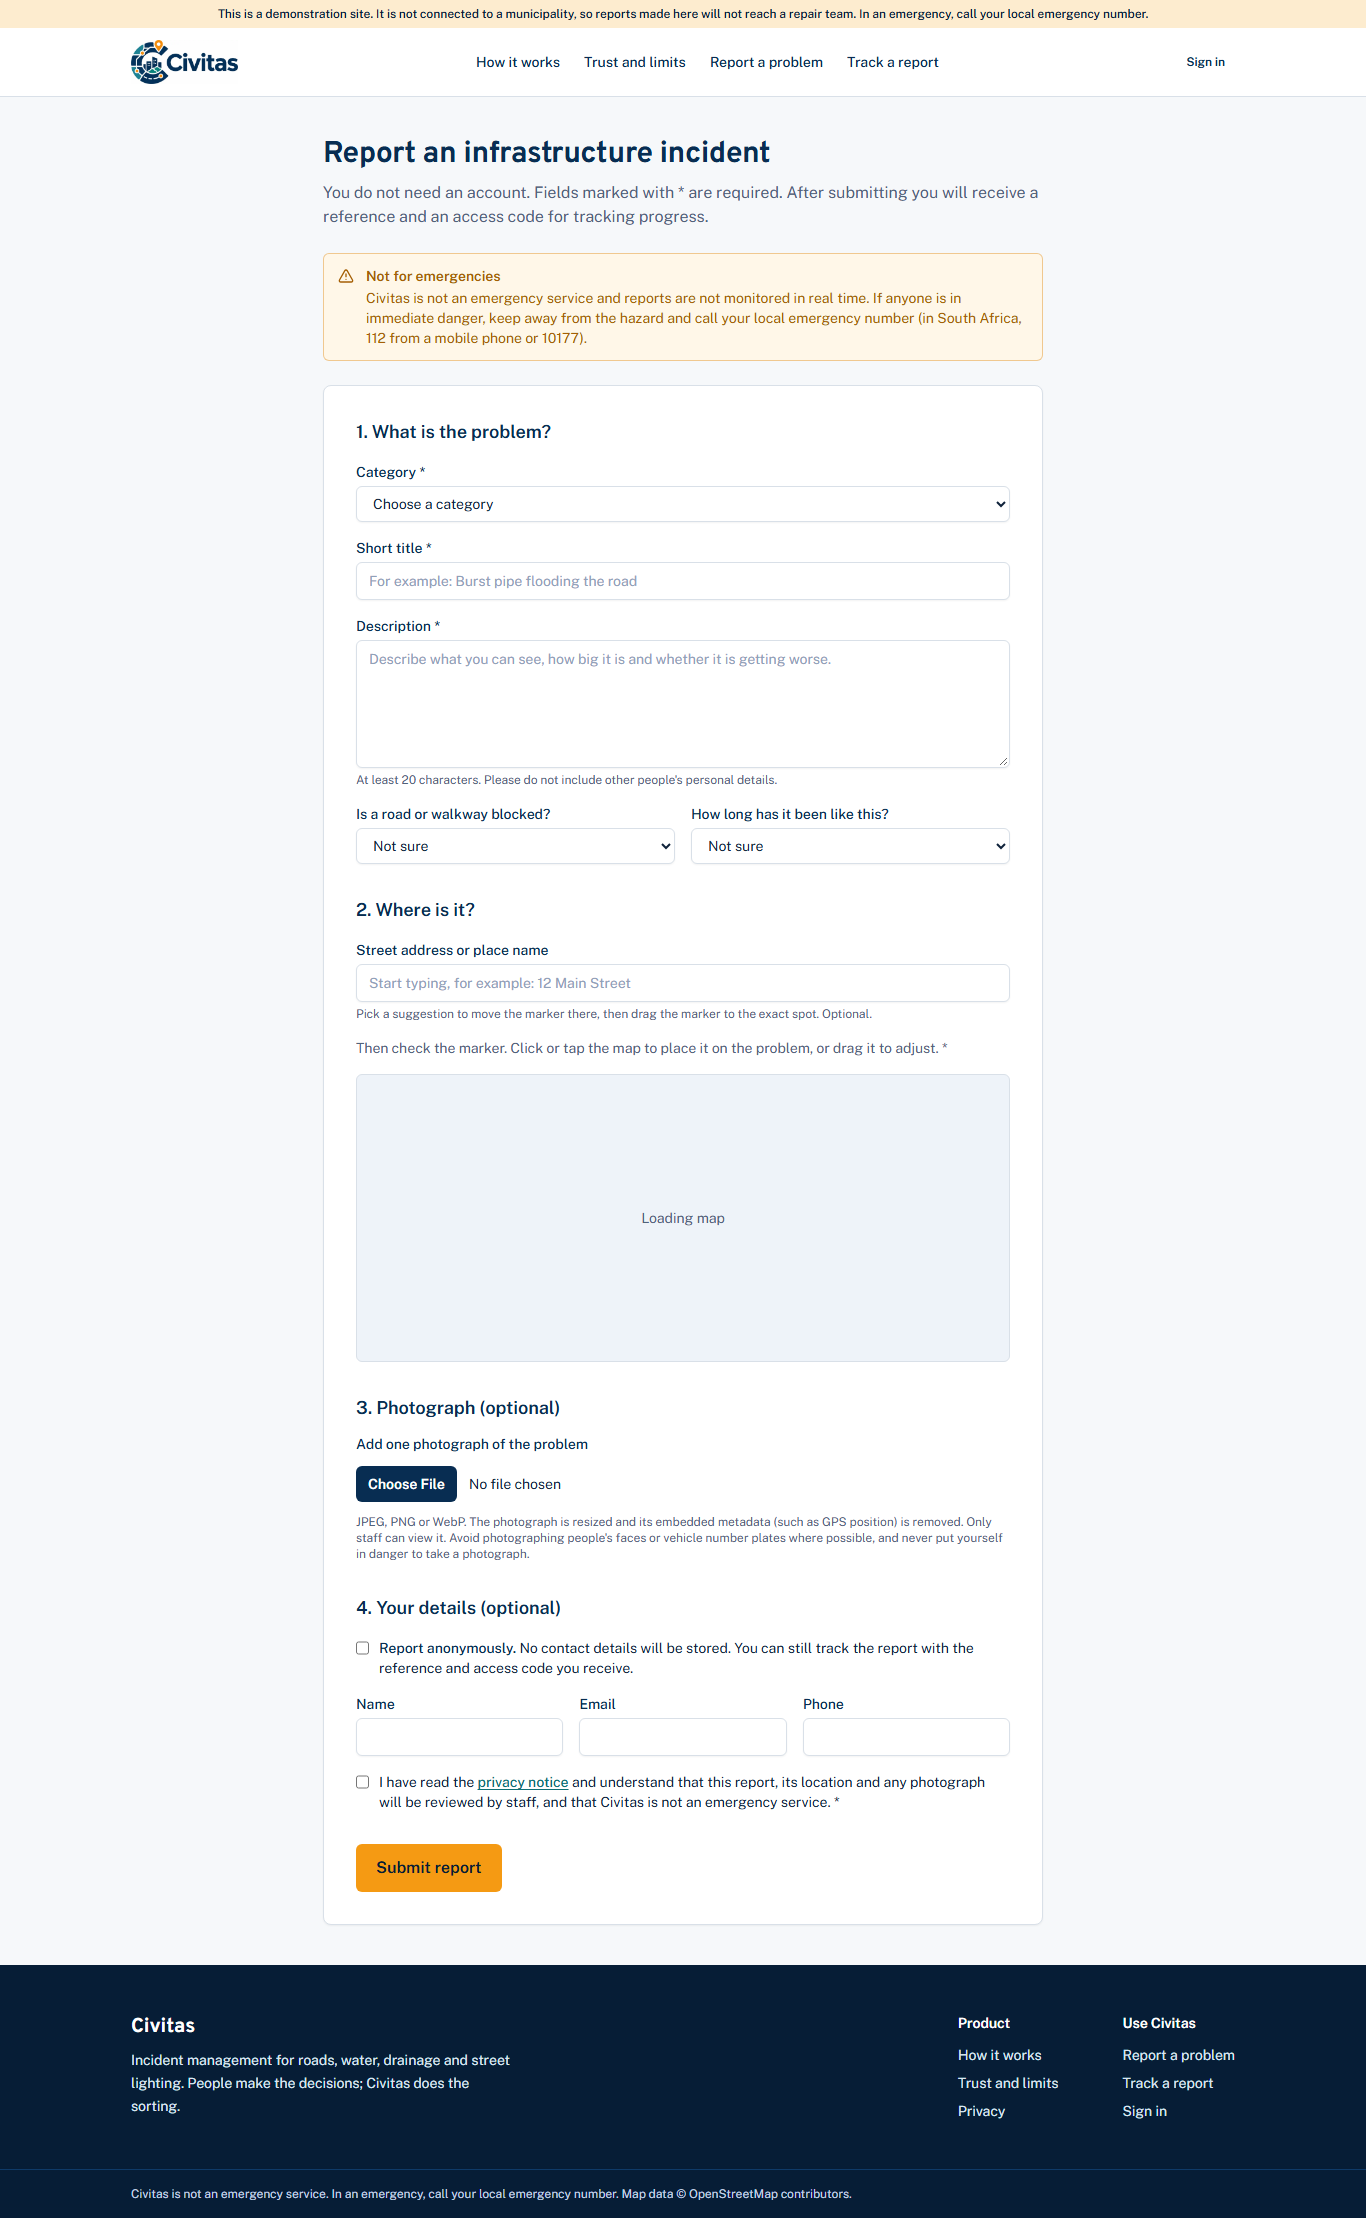 This is a demonstration site. It is not connected to a municipality, so reports made here will not reach a repair team. In an emergency, call your local emergency number.
Civitas
How it works
Trust and limits
Report a problem
Track a report
Sign in
Report an infrastructure incident
You do not need an account. Fields marked with * are required. After submitting you will receive a
reference and an access code for tracking progress.
Not for emergencies
Civitas is not an emergency service and reports are not monitored in real time. If anyone is in
immediate danger, keep away from the hazard and call your local emergency number (in South Africa,
112 from a mobile phone or 10177).
1. What is the problem?
Category *
Choose a category
Short title *
For example: Burst pipe flooding the road
Description *
Describe what you can see, how big it is and whether it is getting worse.
At least 20 characters. Please do not include other people's personal details.
Is a road or walkway blocked?
How long has it been like this?
Not sure
Not sure
2. Where is it?
Street address or place name
Start typing, for example: 12 Main Street
Pick a suggestion to move the marker there, then drag the marker to the exact spot. Optional.
Then check the marker. Click or tap the map to place it on the problem, or drag it to adjust. *
Loading map
3. Photograph (optional)
Add one photograph of the problem
Choose File
No file chosen
JPEG, PNG or WebP. The photograph is resized and its embedded metadata (such as GPS position) is removed. Only
staff can view it. Avoid photographing people's faces or vehicle number plates where possible, and never put yourself
in danger to take a photograph.
4. Your details (optional)
Report anonymously. No contact details will be stored. You can still track the report with the
reference and access code you receive.
Name
Email
Phone
I have read the privacy notice and understand that this report, its location and any photograph
will be reviewed by staff, and that Civitas is not an emergency service. *
Submit report
Civitas
Incident management for roads, water, drainage and street
lighting. People make the decisions; Civitas does the
sorting.
Product
How it works
Trust and limits
Privacy
Use Civitas
Report a problem
Track a report
Sign in
Civitas is not an emergency service. In an emergency, call your local emergency number. Map data © OpenStreetMap contributors.